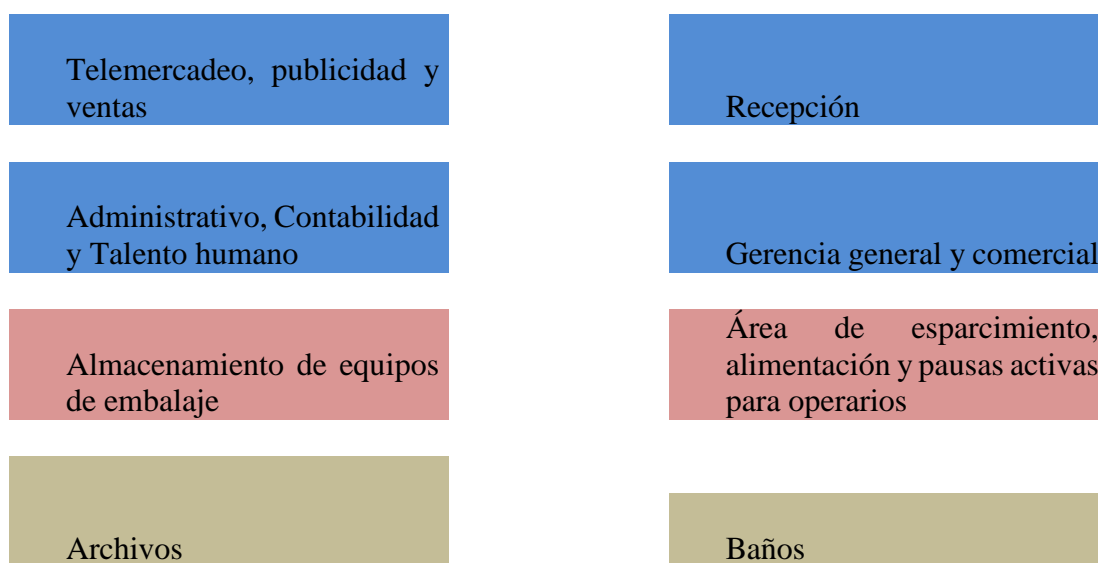 Telemercadeo, publicidad y
ventas
Recepción
Administrativo, Contabilidad
y Talento humano
Gerencia general y comercial
Almacenamiento de equipos
de embalaje
Área de esparcimiento,
alimentación y pausas activas
para operarios
Archivos
Baños